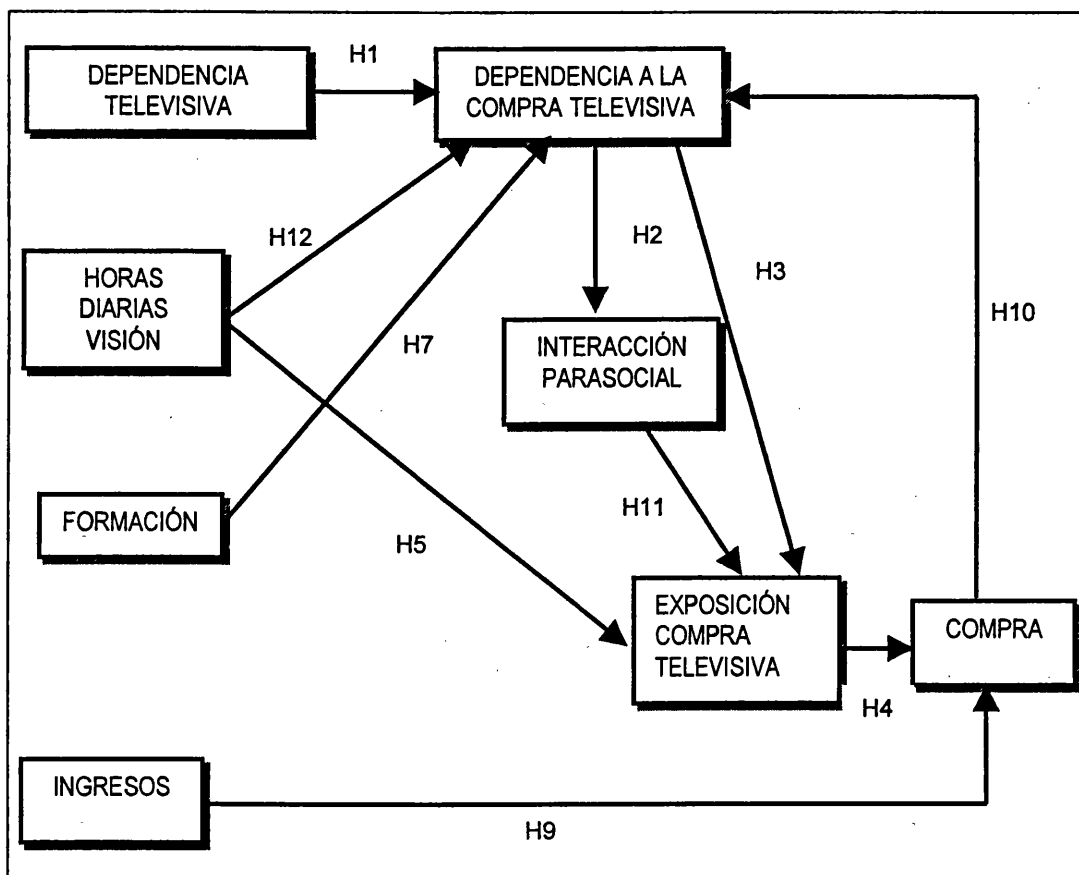 H1
DEPENDENCIA
TELEVISIVA
DEPENDENCIA A LA
COMPRA TELEVISIVA
H12
H2
H3
HORAS
DIARIAS
VISIÓN
H10
H7
INTERACCIÓN
PARASOCIAL
FORMACIÓN
H11
H5
EXPOSICIÓN
COMPRA
TELEVISIVA
COMPRA
H4
INGRESOS
H9